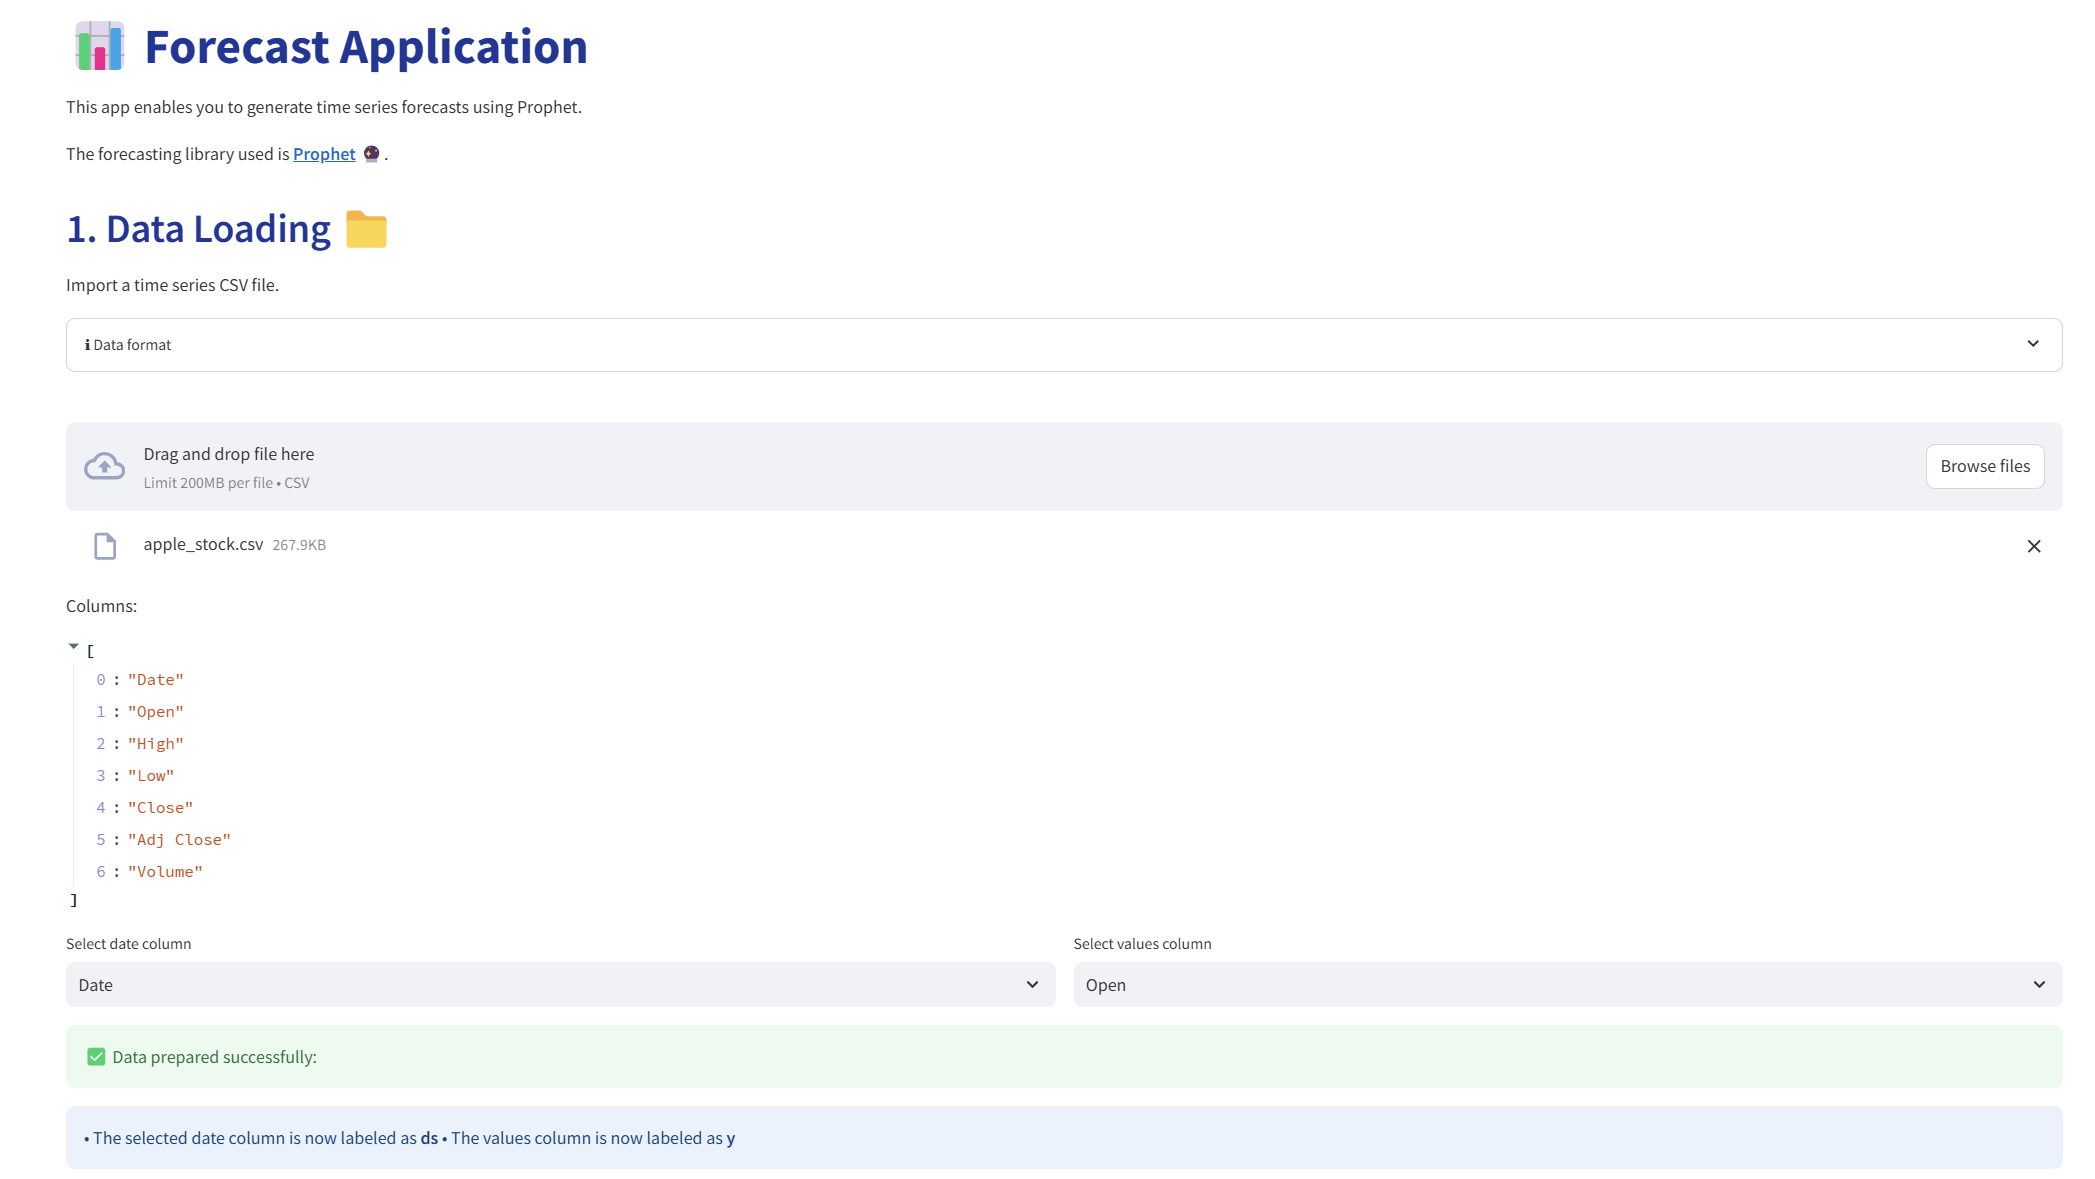 Forecast Application
This app enables you to generate time series forecasts using Prophet.
The forecasting library used is Prophet 🔮 .
1. Data Loading 📁
Import a time series CSV file.
ℹ Data format
Drag and drop file here
Limit 200MB per file • CSV
Browse files
apple_stock.csv 267.9KB
Columns:
[
0 : "Date"
1 : "Open"
2 : "High"
3 : "Low"
4 : "Close"
5 : "Adj Close"
6 : "Volume"
]
Select date column
Date
Select values column
Open
✅ Data prepared successfully:
• The selected date column is now labeled as ds • The values column is now labeled as y